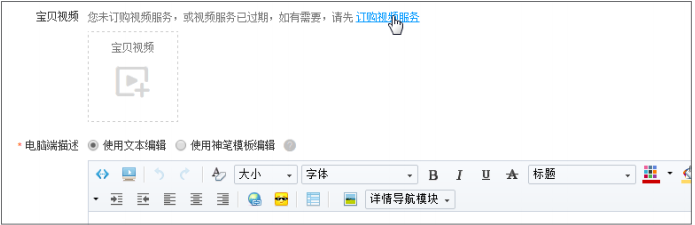 宝贝视频 您未订购视频服务，或视频服务已过期，如有需要，请先 订购视频服务
宝贝视频
* 电脑端描述 使用文本编辑 使用神笔模板编辑 ?
大小 字体 B I U A 标题
详情导航模块